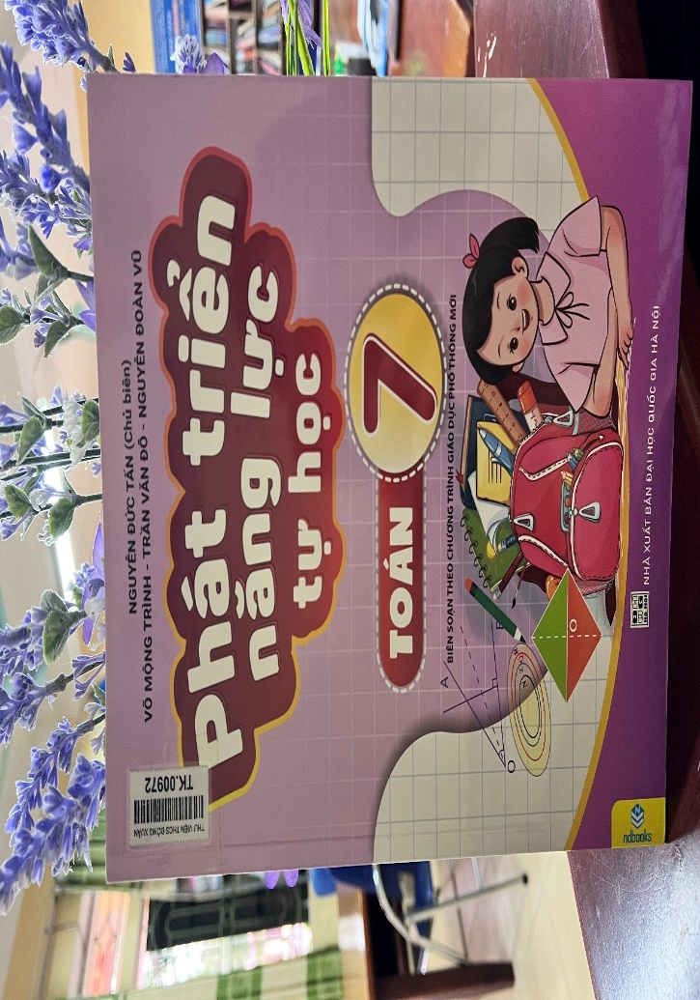 NGUYỄN ĐỨC TẤN (Chủ biên)
VÕ MỘNG TRÌNH - TRẦN VĂN ĐÔ - NGUYỄN ĐOÀN VŨ
THƯ VIỆN THCS ĐỒNG XUÂN
TK.00972
Phát triển
năng lực
tự học
TOÁN 7
BIÊN SOẠN THEO CHƯƠNG TRÌNH GIÁO DỤC PHỔ THÔNG MỚI
A
O
O
NHÀ XUẤT BẢN ĐẠI HỌC QUỐC GIA HÀ NỘI
ndbooks